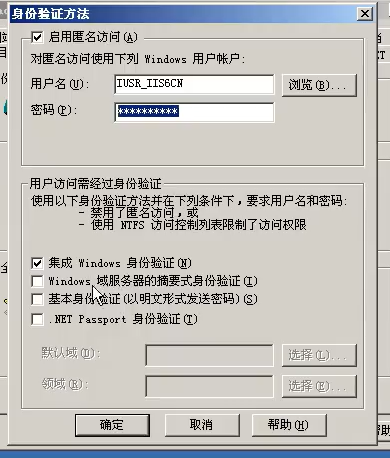 身份验证方法
启用匿名访问(A)
对匿名访问使用下列 Windows 用户帐户:
用户名(U): IUSR_IIS6CN 浏览(B)...
密码(P): **********
用户访问需经过身份验证
使用以下身份验证方法并在下列条件下，要求用户名和密码:
- 禁用了匿名访问，或
- 使用 NTFS 访问控制列表限制了访问权限
集成 Windows 身份验证(N)
Windows 域服务器的摘要式身份验证(I)
基本身份验证(以明文形式发送密码)(S)
.NET Passport 身份验证(T)
默认域(D): 选择(L)...
领域(R): 选择(E)...
确定 取消 帮助(H)